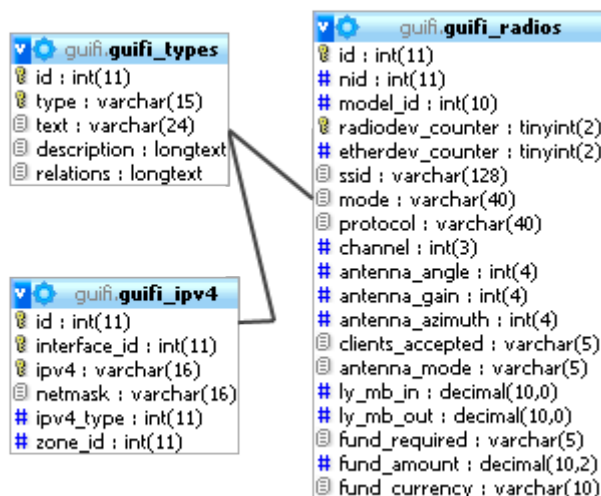 guifi.guifi_types
id : int(11)
type : varchar(15)
text : varchar(24)
description : longtext
relations : longtext
guifi.guifi_ipv4
id : int(11)
interface_id : int(11)
ipv4 : varchar(16)
netmask : varchar(16)
ipv4_type : int(11)
zone_id : int(11)
guifi.guifi_radios
id : int(11)
nid : int(11)
model_id : int(10)
radiodev_counter : tinyint(2)
etherdev_counter : tinyint(2)
ssid : varchar(128)
mode : varchar(40)
protocol : varchar(40)
channel : int(3)
antenna_angle : int(4)
antenna_gain : int(4)
antenna_azimuth : int(4)
clients_accepted : varchar(5)
antenna_mode : varchar(5)
ly_mb_in : decimal(10,0)
ly_mb_out : decimal(10,0)
fund_required : varchar(5)
fund_amount : decimal(10,2)
fund_currency : varchar(10)